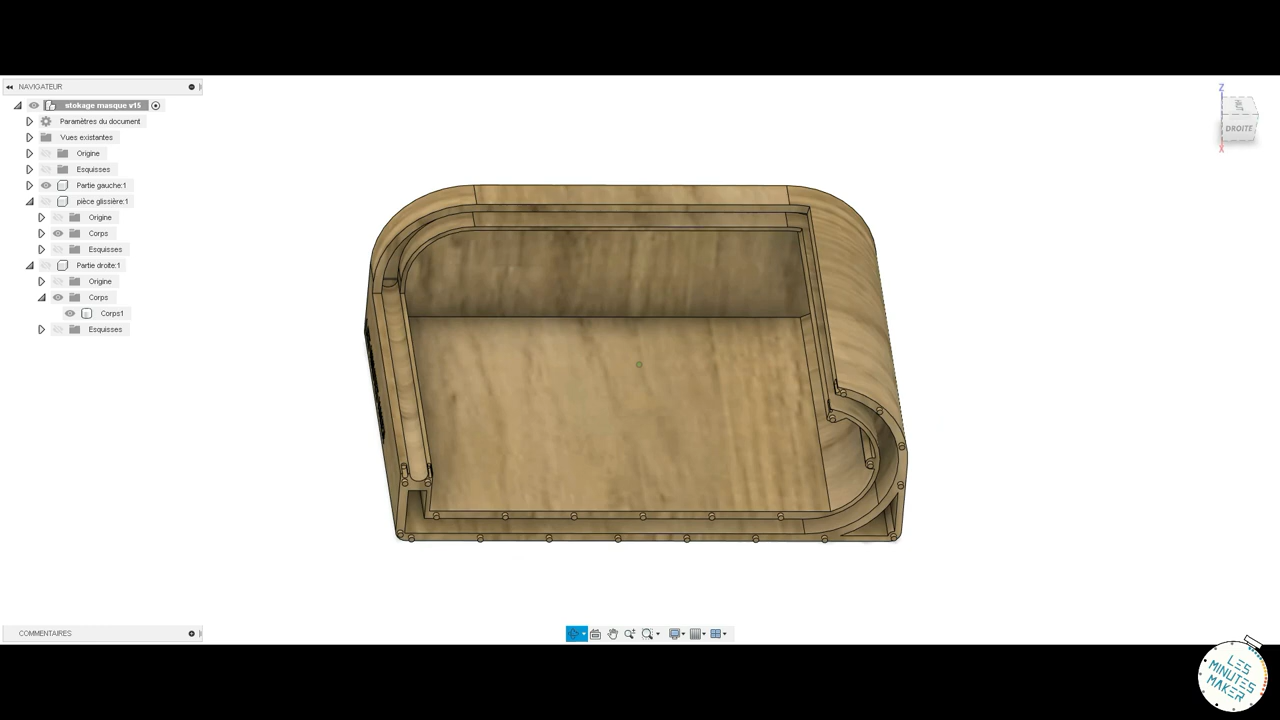 NAVIGATEUR
stokage masque v15
Paramètres du document
Vues existantes
Origine
Esquisses
Partie gauche:1
pièce glissière:1
Origine
Corps
Esquisses
Partie droite:1
Origine
Corps
Corps1
Esquisses
COMMENTAIRES
Z
DROITE
X
LES
MINUTES
MAKER